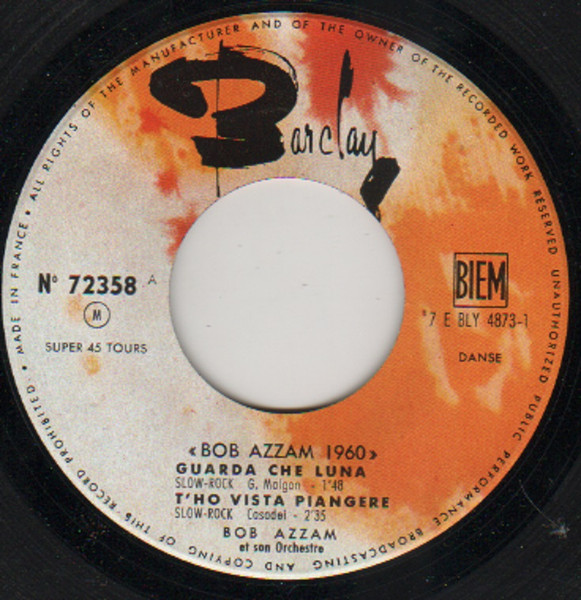 ALL RIGHTS OF THE MANUFACTURER AND OF THE OWNER OF THE RECORDED WORK RESERVED
UNAUTHORIZED PUBLIC PERFORMANCE BROADCASTING AND COPYING OF THIS RECORD PROHIBITED. • MADE IN FRANCE •
Barclay
N° 72358 A
M
SUPER 45 TOURS
BIEM
*7 E BLY 4873-1
DANSE
«BOB AZZAM 1960»
GUARDA CHE LUNA
SLOW-ROCK G. Malgon - 1'48
T'HO VISTA PIANGERE
SLOW-ROCK Casadel - 2'35
BOB AZZAM
et son Orchestre